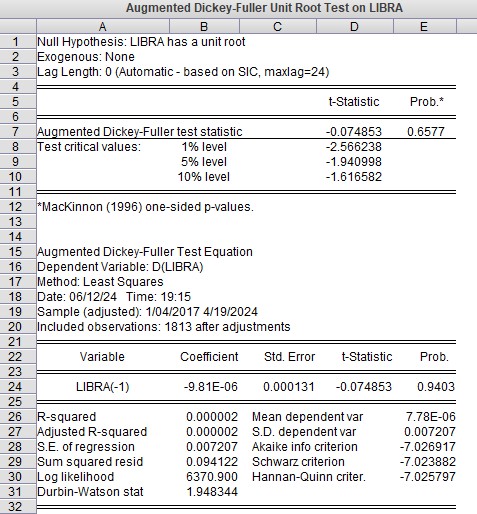 Augmented Dickey-Fuller Unit Root Test on LIBRA
A B C D E
1 Null Hypothesis: LIBRA has a unit root
2 Exogenous: None
3 Lag Length: 0 (Automatic - based on SIC, maxlag=24)
4
5 t-Statistic Prob.*
6
7 Augmented Dickey-Fuller test statistic -0.074853 0.6577
8 Test critical values: 1% level -2.566238
9 5% level -1.940998
10 10% level -1.616582
11
12 *MacKinnon (1996) one-sided p-values.
13
14
15 Augmented Dickey-Fuller Test Equation
16 Dependent Variable: D(LIBRA)
17 Method: Least Squares
18 Date: 06/12/24 Time: 19:15
19 Sample (adjusted): 1/04/2017 4/19/2024
20 Included observations: 1813 after adjustments
21
22 Variable Coefficient Std. Error t-Statistic Prob.
23
24 LIBRA(-1) -9.81E-06 0.000131 -0.074853 0.9403
25
26 R-squared 0.000002 Mean dependent var 7.78E-06
27 Adjusted R-squared 0.000002 S.D. dependent var 0.007207
28 S.E. of regression 0.007207 Akaike info criterion -7.026917
29 Sum squared resid 0.094122 Schwarz criterion -7.023882
30 Log likelihood 6370.900 Hannan-Quinn criter. -7.025797
31 Durbin-Watson stat 1.948344
32